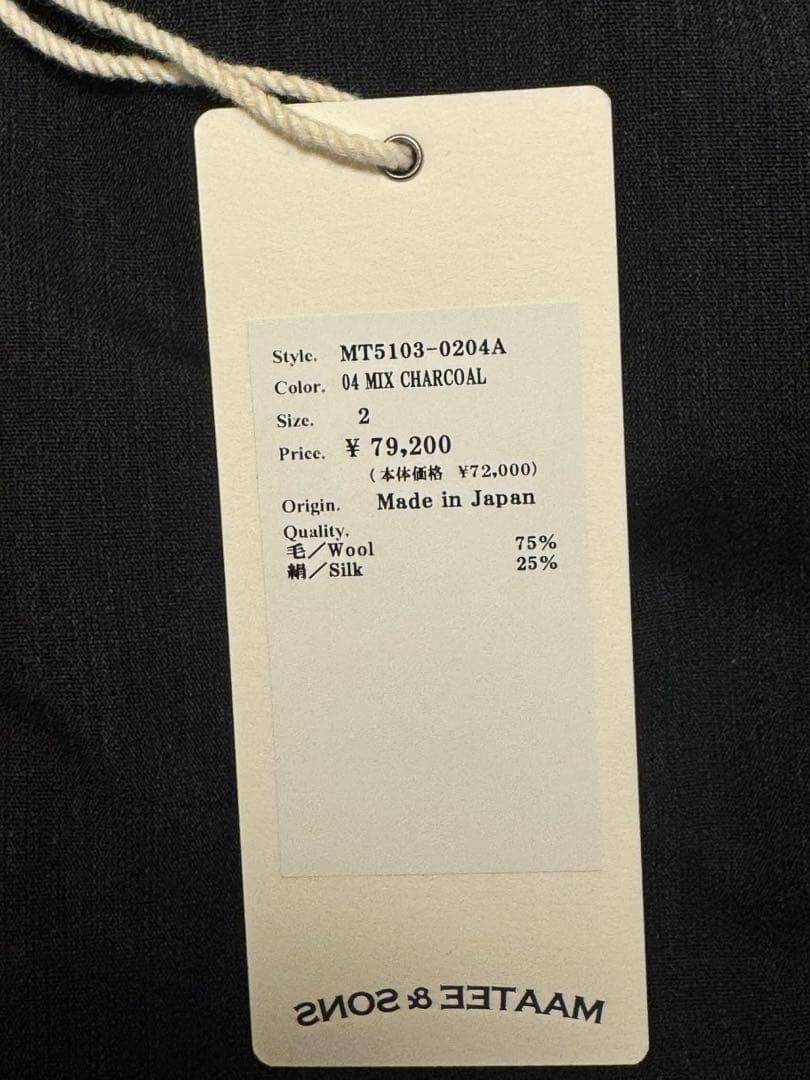 Style. MT5103-0204A
Color. 04 MIX CHARCOAL
Size. 2
Price. ¥ 79,200
(本体価格 ¥72,000)
Origin. Made in Japan
Quality.
毛/Wool 75%
絹/Silk 25%
MAATEE & SONS